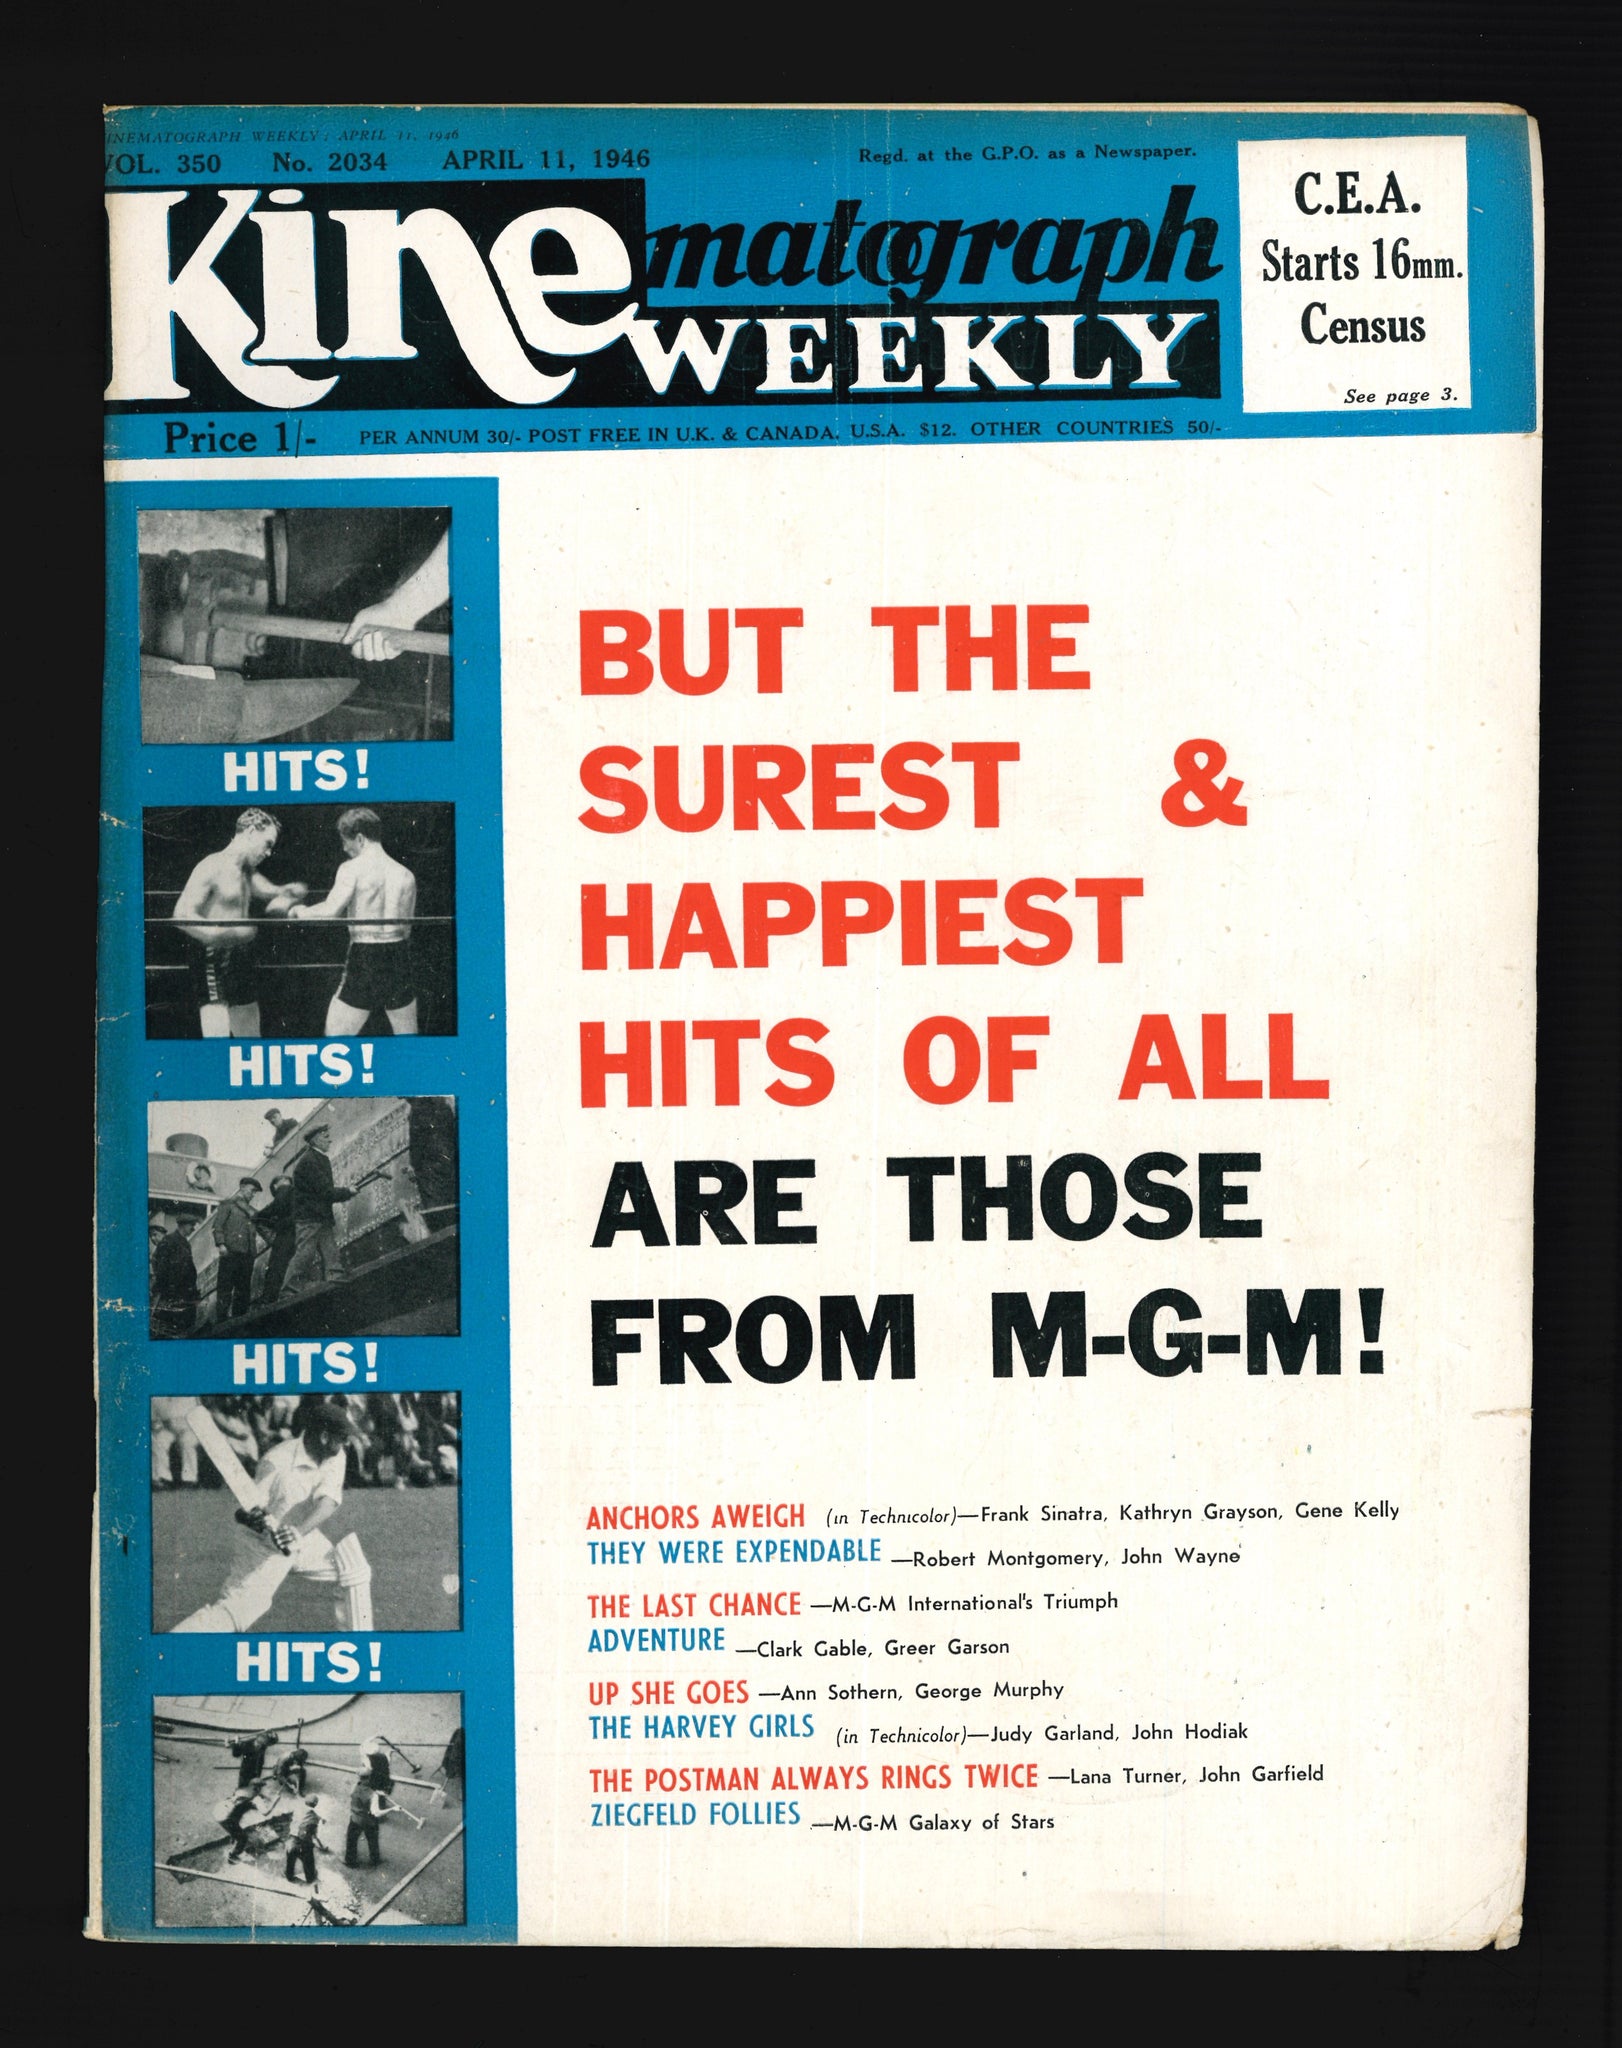 INEMATOGRAPH WEEKLY: APRIL 11, 1946
VOL. 350 No. 2034 APRIL 11, 1946
Regd. at the G.P.O. as a Newspaper.
Kinematograph
WEEKLY
C.E.A.
Starts 16mm.
Census
See page 3.
Price 1/- PER ANNUM 30/- POST FREE IN U.K. & CANADA. U.S.A. $12. OTHER COUNTRIES 50/-
HITS!
HITS!
HITS!
HITS!
BUT THE
SUREST &
HAPPIEST
HITS OF ALL
ARE THOSE
FROM M-G-M!
ANCHORS AWEIGH (in Technicolor)—Frank Sinatra, Kathryn Grayson, Gene Kelly
THEY WERE EXPENDABLE —Robert Montgomery, John Wayne
THE LAST CHANCE —M-G-M International's Triumph
ADVENTURE —Clark Gable, Greer Garson
UP SHE GOES —Ann Sothern, George Murphy
THE HARVEY GIRLS (in Technicolor)—Judy Garland, John Hodiak
THE POSTMAN ALWAYS RINGS TWICE —Lana Turner, John Garfield
ZIEGFELD FOLLIES —M-G-M Galaxy of Stars